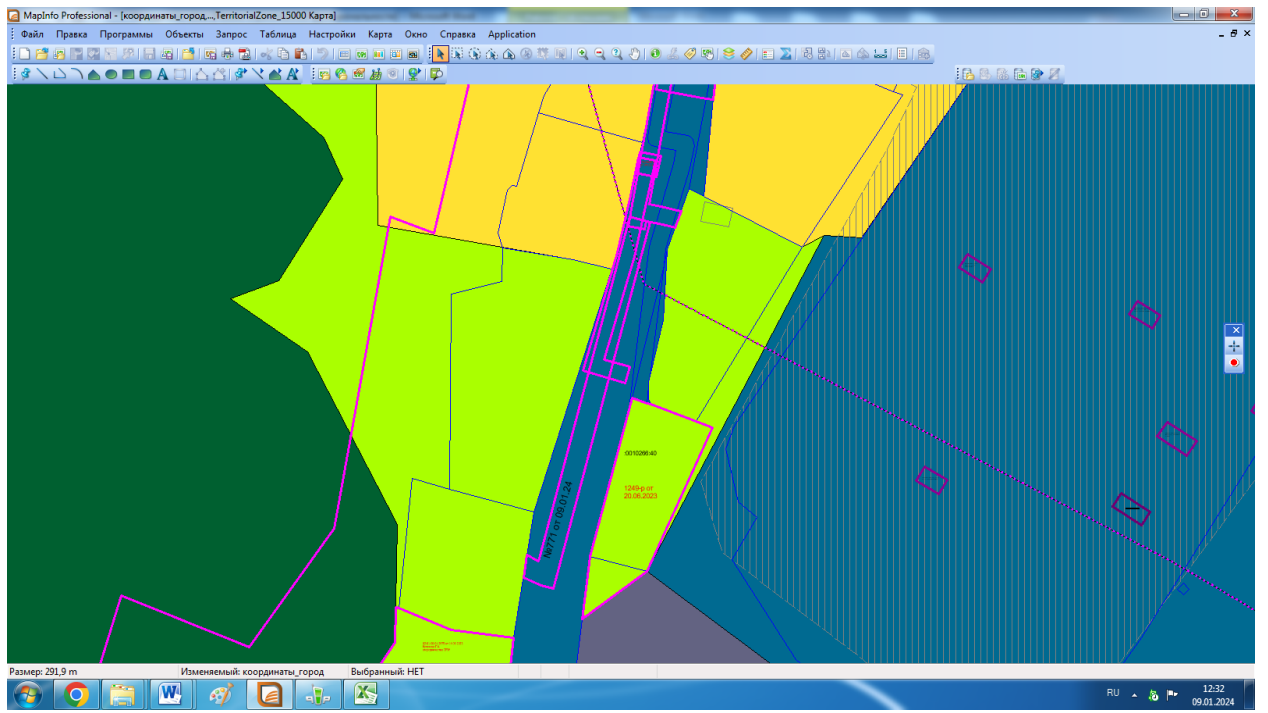 MapInfo Professional - [координаты_город,...,TerritorialZone_15000 Карта]
Файл Правка Программы Объекты Запрос Таблица Настройки Карта Окно Справка Application
:0010266:40
1249-р от
20.06.2023
№771 от 09.01.24
Размер: 291,9 m Изменяемый: координаты_город Выбранный: НЕТ
RU
12:32
09.01.2024